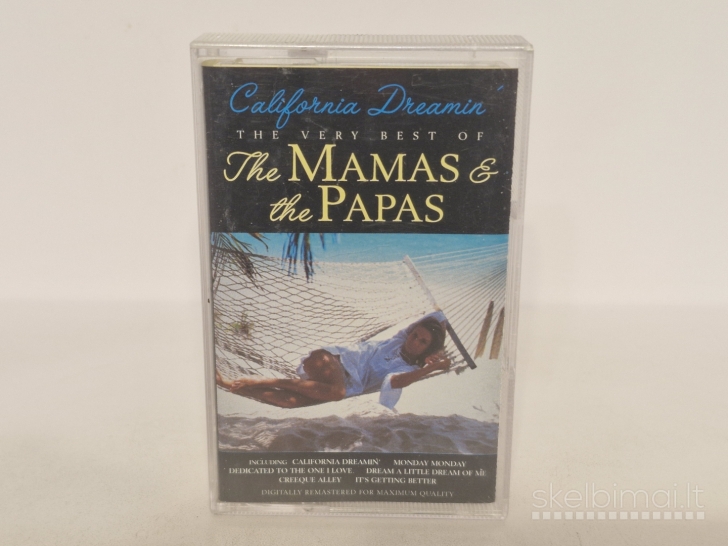 California Dreamin'
THE VERY BEST OF
The MAMAS &
the PAPAS
INCLUDING CALIFORNIA DREAMIN' MONDAY MONDAY
DEDICATED TO THE ONE I LOVE DREAM A LITTLE DREAM OF ME
CREEQUE ALLEY IT'S GETTING BETTER
DIGITALLY REMASTERED FOR MAXIMUM QUALITY
skelbimai.lt